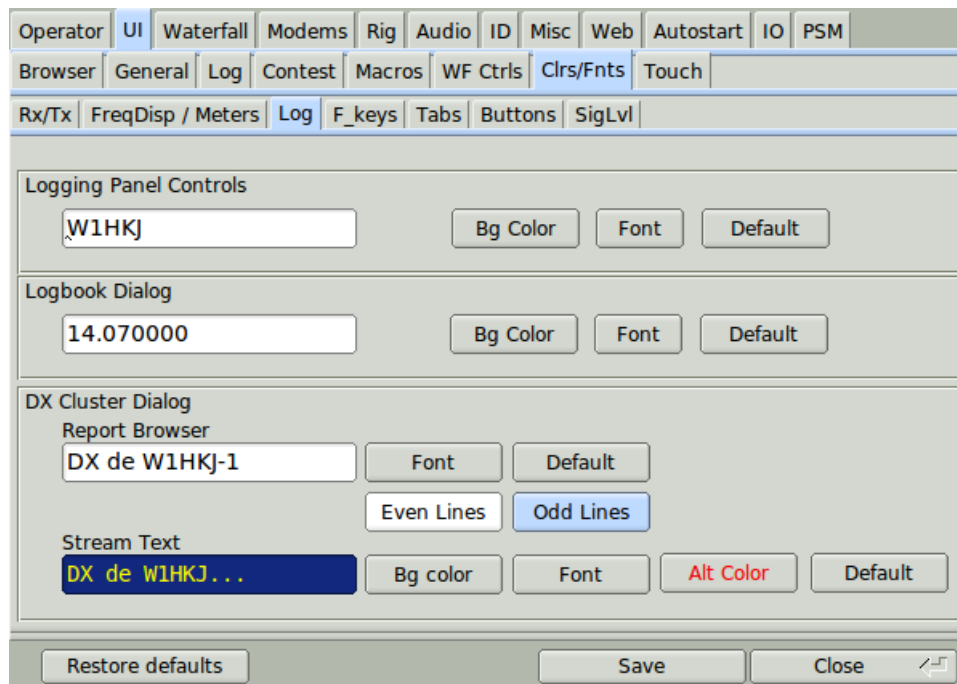 Operator UI Waterfall Modems Rig Audio ID Misc Web Autostart IO PSM
Browser General Log Contest Macros WF Ctrls Clrs/Fnts Touch
Rx/Tx FreqDisp / Meters Log F_keys Tabs Buttons SigLvl
Logging Panel Controls
W1HKJ Bg Color Font Default
Logbook Dialog
14.070000 Bg Color Font Default
DX Cluster Dialog
Report Browser
DX de W1HKJ-1 Font Default
Even Lines Odd Lines
Stream Text
DX de W1HKJ... Bg color Font Alt Color Default
Restore defaults Save Close